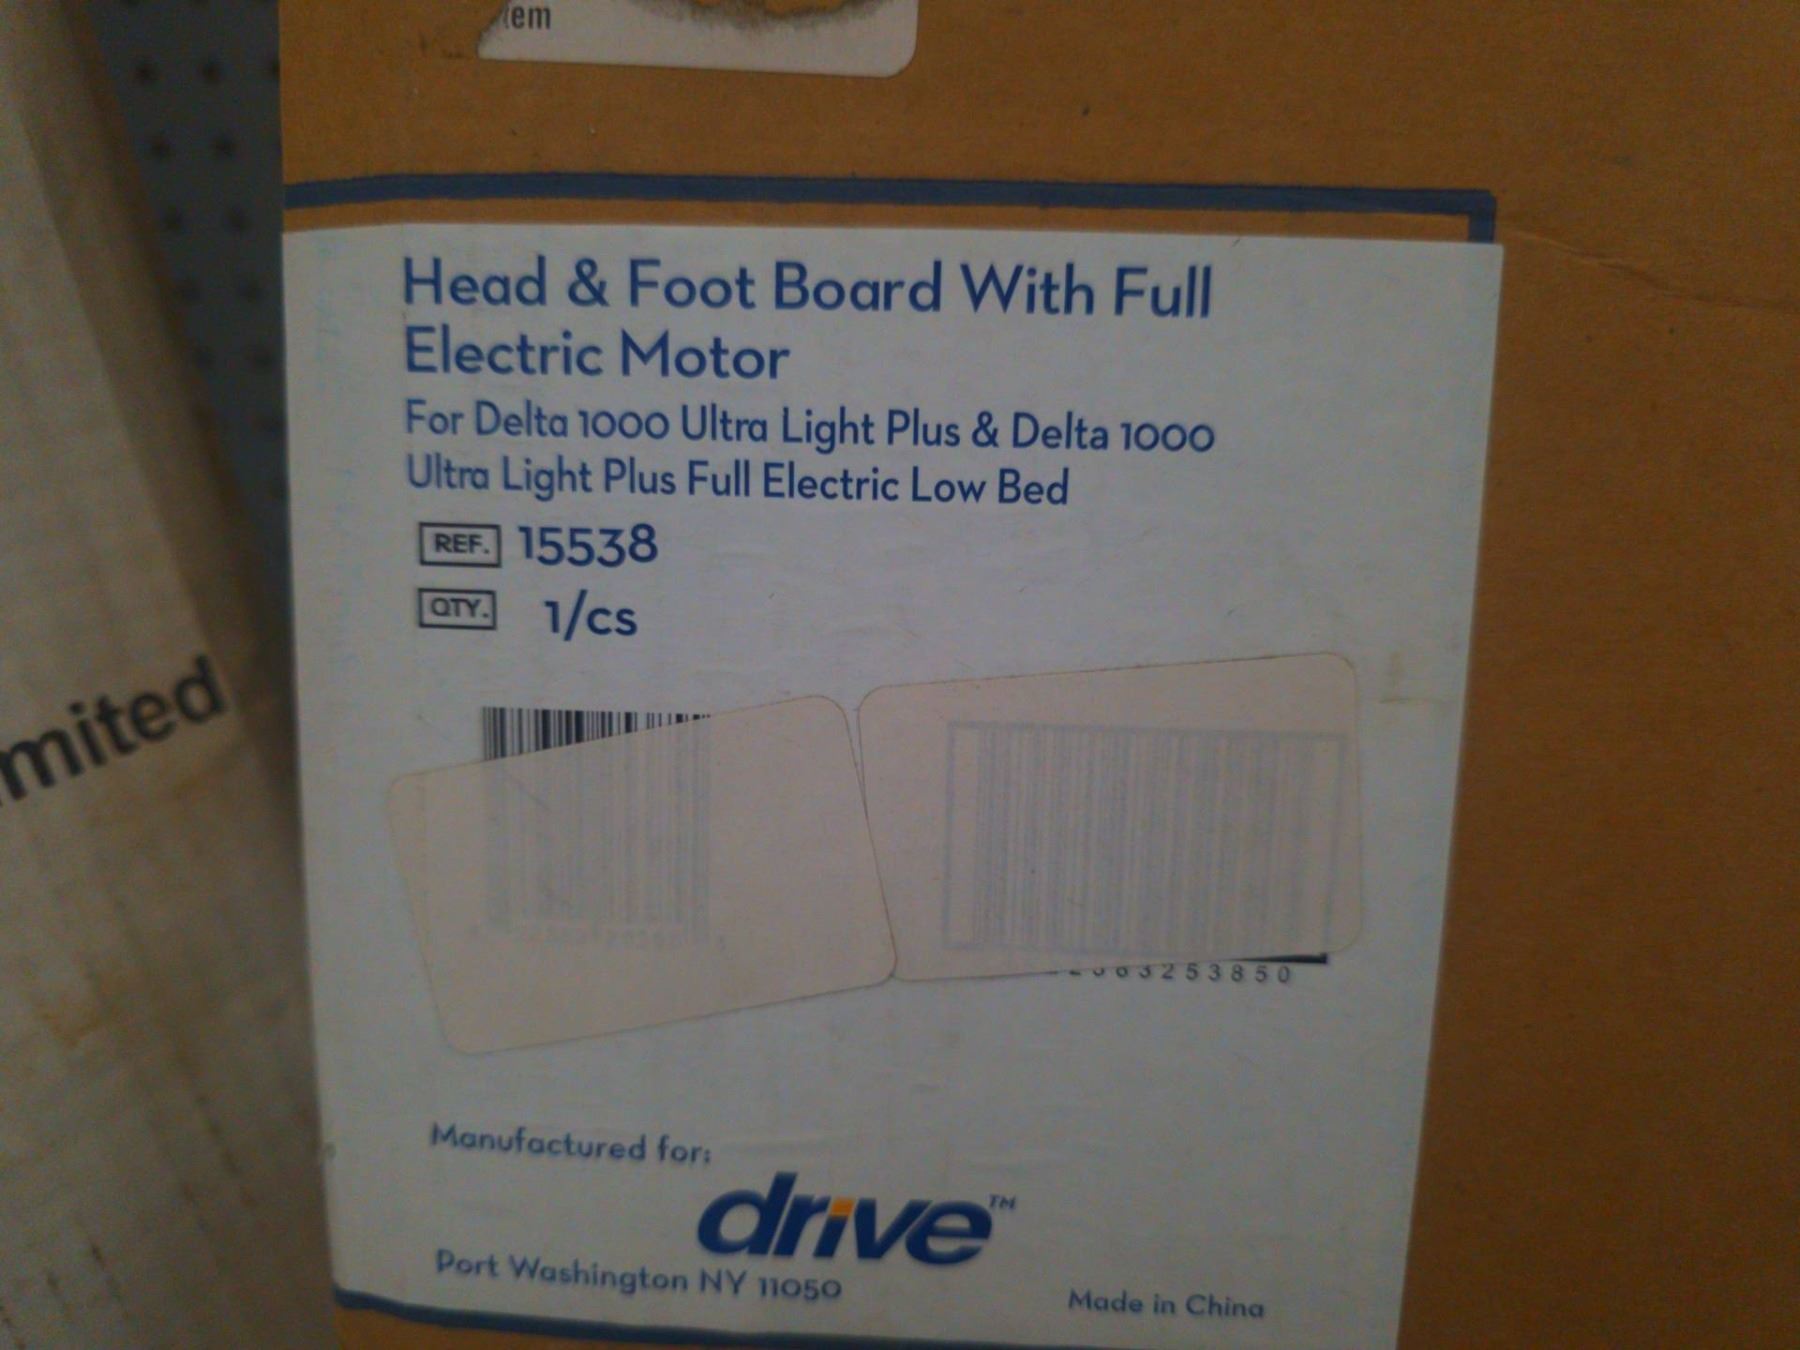 Head & Foot Board With Full
Electric Motor
For Delta 1000 Ultra Light Plus & Delta 1000
Ultra Light Plus Full Electric Low Bed
REF. 15538
QTY. 1/cs
3253850
Manufactured for:
drive™
Port Washington NY 11050
Made in China
mited